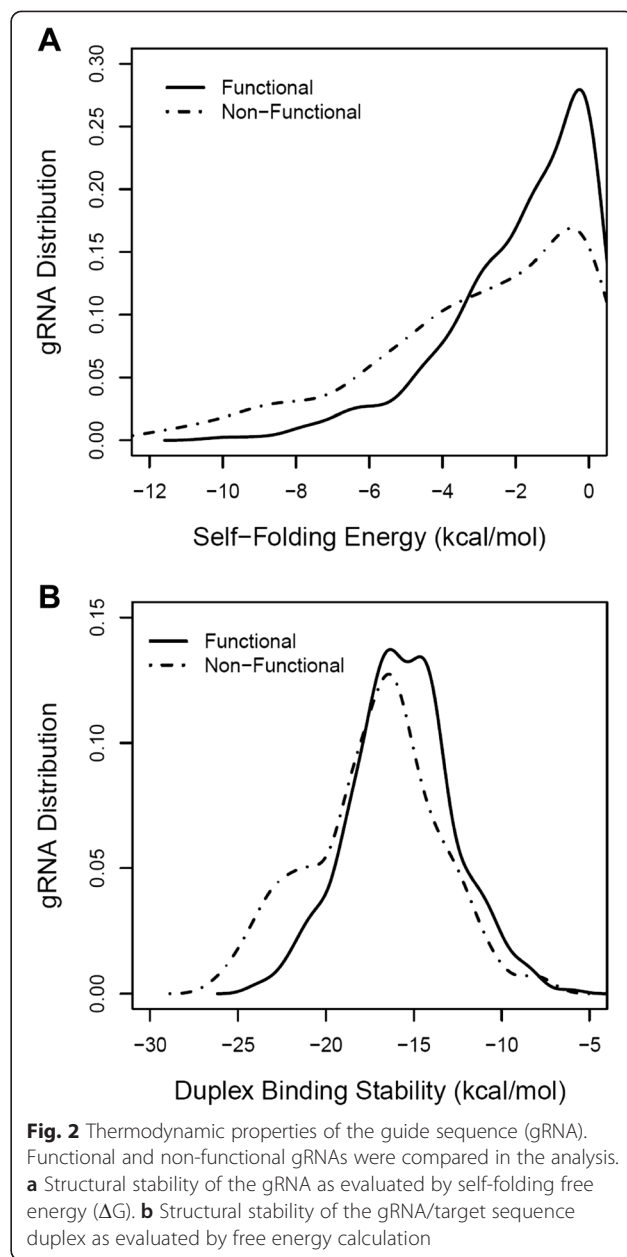 A
0.30
0.25
0.20
0.15
0.10
0.05
0.00
gRNA Distribution
Functional
Non−Functional
−12
−10
−8
−6
−4
−2
0
Self−Folding Energy (kcal/mol)
B
0.15
0.10
0.05
0.00
gRNA Distribution
Functional
Non−Functional
−30
−25
−20
−15
−10
−5
Duplex Binding Stability (kcal/mol)
Fig. 2 Thermodynamic properties of the guide sequence (gRNA).
Functional and non-functional gRNAs were compared in the analysis.
a Structural stability of the gRNA as evaluated by self-folding free
energy (ΔG). b Structural stability of the gRNA/target sequence
duplex as evaluated by free energy calculation